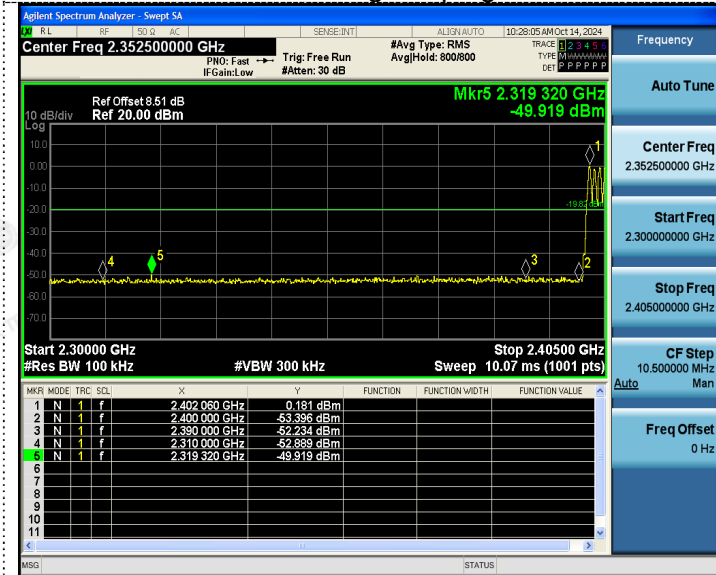 Agilent Spectrum Analyzer - Swept SA
RL RF 50 Ω AC SENSE:INT ALIGN AUTO 10:28:05 AM Oct 14, 2024
Center Freq 2.352500000 GHz
PNO: Fast
IFGain:Low
Trig: Free Run
#Atten: 30 dB
#Avg Type: RMS
Avg|Hold: 800/800
TRACE 1 2 3 4 5 6
TYPE M
DET P P P P P P
Frequency
Mkr5 2.319 320 GHz
-49.919 dBm
Ref Offset 8.51 dB
Ref 20.00 dBm
10 dB/div
Log
10.0
0.00
-10.0
-20.0
-30.0
-40.0
-50.0
-60.0
-70.0
1
-19.82 dBm
4
5
3
2
Start 2.30000 GHz Stop 2.40500 GHz
#Res BW 100 kHz #VBW 300 kHz Sweep 10.07 ms (1001 pts)
MKR MODE TRC SCL X Y FUNCTION FUNCTION WIDTH FUNCTION VALUE
1 N 1 f 2.402 060 GHz 0.181 dBm
2 N 1 f 2.400 000 GHz -53.396 dBm
3 N 1 f 2.390 000 GHz -52.234 dBm
4 N 1 f 2.310 000 GHz -52.889 dBm
5 N 1 f 2.319 320 GHz -49.919 dBm
6
7
8
9
10
11
MSG STATUS
Auto Tune
Center Freq
2.352500000 GHz
Start Freq
2.300000000 GHz
Stop Freq
2.405000000 GHz
CF Step
10.500000 MHz
Auto Man
Freq Offset
0 Hz